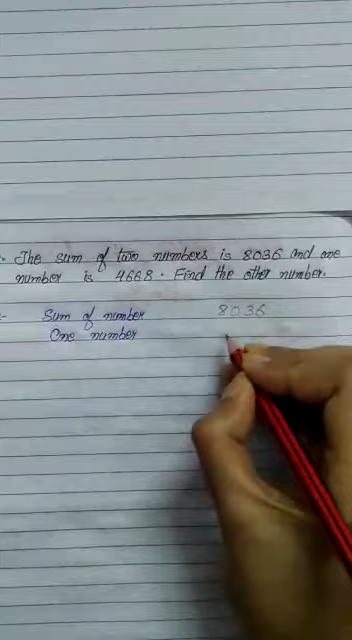 . The sum of two numbers is 8036 and one
number is 4668. Find the other number.
:- Sum of number 8036
One number